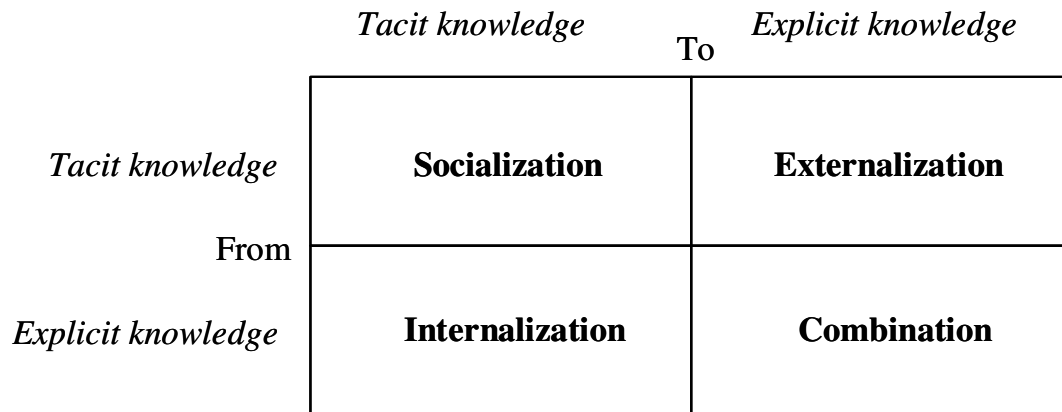 Tacit knowledge Explicit knowledge
To
Tacit knowledge Socialization Externalization
From
Explicit knowledge Internalization Combination